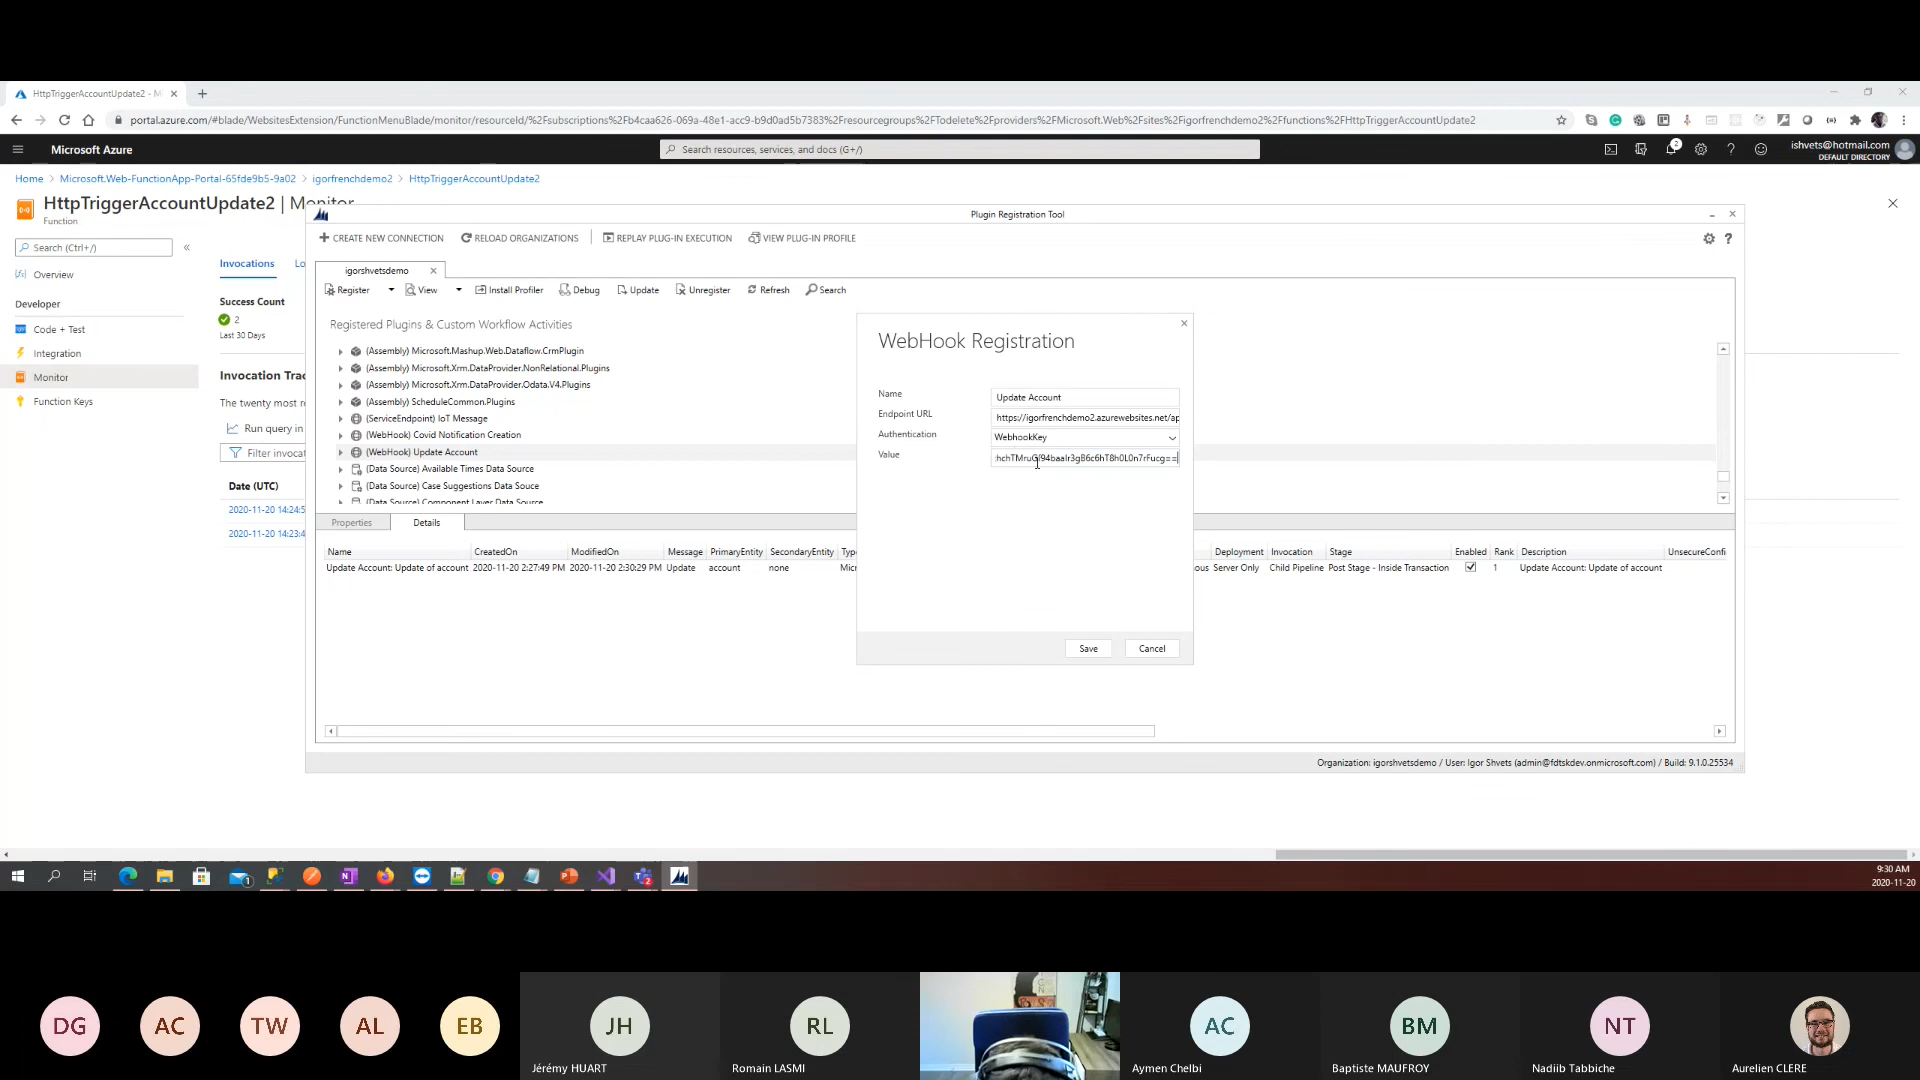 HttpTriggerAccountUpdate2 - M
portal.azure.com/#blade/WebsitesExtension/FunctionMenuBlade/monitor/resourceId/%2Fsubscriptions%2Fb4caa626-069a-48e1-acc9-b9d0ad5b7383%2Fresourcegroups%2FTodelete%2Fproviders%2FMicrosoft.Web%2Fsites%2Figorfrenchdemo2%2Ffunctions%2FHttpTriggerAccountUpdate2
Microsoft Azure
Search resources, services, and docs (G+/)
2
ishvets@hotmail.com
DEFAULT DIRECTORY
Home > Microsoft.Web-FunctionApp-Portal-65fde9b5-9a02 > igorfrenchdemo2 > HttpTriggerAccountUpdate2
HttpTriggerAccountUpdate2 | Monitor
Function
Plugin Registration Tool
CREATE NEW CONNECTION
RELOAD ORGANIZATIONS
REPLAY PLUG-IN EXECUTION
VIEW PLUG-IN PROFILE
Search (Ctrl+/)
Overview
Developer
Code + Test
Integration
Monitor
Function Keys
Invocations
Lo
Success Count
2
Last 30 Days
Invocation Trac
The twenty most r
Run query in
Filter invocat
Date (UTC)
2020-11-20 14:24:5
2020-11-20 14:23:4
igorshvetsdemo
Register
View
Install Profiler
Debug
Update
Unregister
Refresh
Search
Registered Plugins & Custom Workflow Activities
(Assembly) Microsoft.Mashup.Web.Dataflow.CrmPlugin
(Assembly) Microsoft.Xrm.DataProvider.NonRelational.Plugins
(Assembly) Microsoft.Xrm.DataProvider.Odata.V4.Plugins
(Assembly) ScheduleCommon.Plugins
(ServiceEndpoint) IoT Message
(WebHook) Covid Notification Creation
(WebHook) Update Account
(Data Source) Available Times Data Source
(Data Source) Case Suggestions Data Souce
(Data Source) Component Layer Data Source
WebHook Registration
Name
Update Account
Endpoint URL
https://igorfrenchdemo2.azurewebsites.net/ap
Authentication
WebhookKey
Value
Save
Cancel
Properties
Details
Name CreatedOn ModifiedOn Message PrimaryEntity SecondaryEntity Type Deployment Invocation Stage Enabled Rank Description UnsecureConfi
Update Account: Update of account 2020-11-20 2:27:49 PM 2020-11-20 2:30:29 PM Update account none Micr ous Server Only Child Pipeline Post Stage - Inside Transaction 1 Update Account: Update of account
Organization: igorshvetsdemo / User: Igor Shvets (admin@fdtskdev.onmicrosoft.com) / Build: 9.1.0.25534
9:30 AM
2020-11-20
DG
AC
TW
AL
EB
JH
RL
AC
BM
NT
Jérémy HUART
Romain LASMI
Aymen Chelbi
Baptiste MAUFROY
Nadiib Tabbiche
Aurelien CLERE